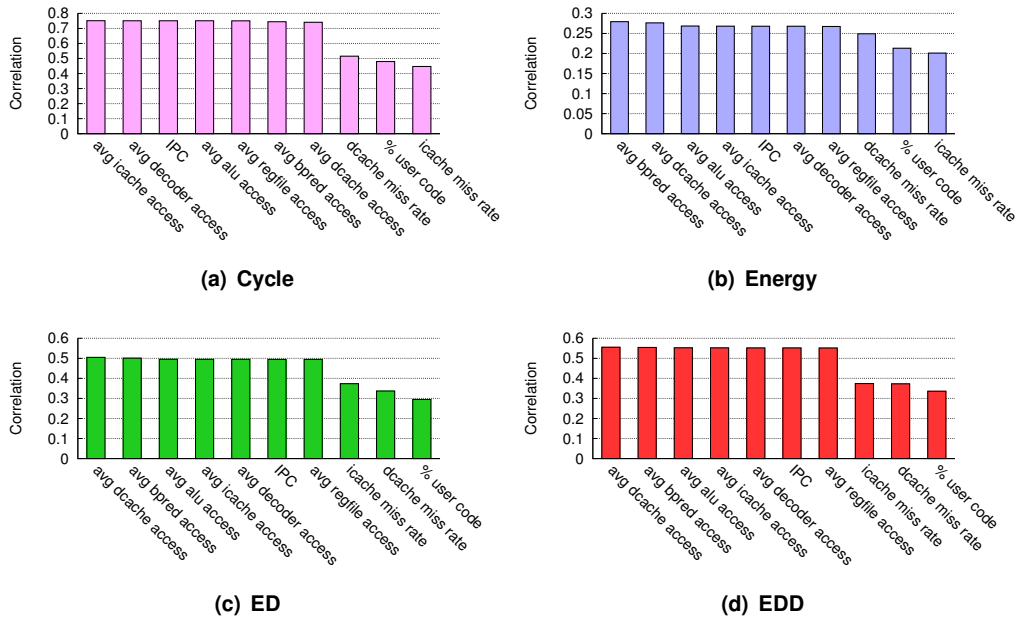 0.8
0.7
0.6
0.5
0.4
0.3
0.2
0.1
0
Correlation
avg icache access
avg decoder access
IPC
avg alu access
avg regfile access
avg bpred access
avg dcache access
dcache miss rate
% user code
icache miss rate
(a) Cycle
0.3
0.25
0.2
0.15
0.1
0.05
0
Correlation
avg bpred access
avg dcache access
avg alu access
avg icache access
IPC
avg decoder access
avg regfile access
dcache miss rate
% user code
icache miss rate
(b) Energy
0.6
0.5
0.4
0.3
0.2
0.1
0
Correlation
avg dcache access
avg bpred access
avg alu access
avg icache access
avg decoder access
IPC
avg regfile access
icache miss rate
dcache miss rate
% user code
(c) ED
0.6
0.5
0.4
0.3
0.2
0.1
0
Correlation
avg dcache access
avg bpred access
avg alu access
avg icache access
avg decoder access
IPC
avg regfile access
icache miss rate
dcache miss rate
% user code
(d) EDD